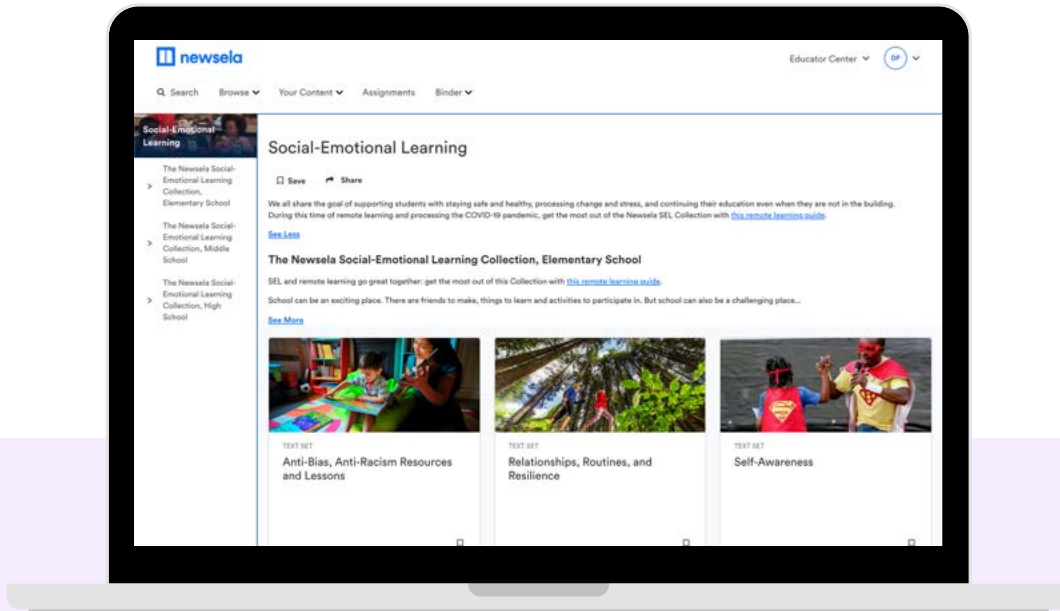 newsela
Educator Center
DP
Search
Browse
Your Content
Assignments
Binder
Social-Emotional
Learning
The Newsela Social-
Emotional Learning
Collection,
Elementary School
The Newsela Social-
Emotional Learning
Collection, Middle
School
The Newsela Social-
Emotional Learning
Collection, High
School
Social-Emotional Learning
Save
Share
We all share the goal of supporting students with staying safe and healthy, processing change and stress, and continuing their education even when they are not in the building.
During this time of remote learning and processing the COVID-19 pandemic, get the most out of the Newsela SEL Collection with this remote learning guide.
See Less
The Newsela Social-Emotional Learning Collection, Elementary School
SEL and remote learning go great together: get the most out of this Collection with this remote learning guide.
School can be an exciting place. There are friends to make, things to learn and activities to participate in. But school can also be a challenging place...
See More
TEXT SET
Anti-Bias, Anti-Racism Resources
and Lessons
TEXT SET
Relationships, Routines, and
Resilience
TEXT SET
Self-Awareness